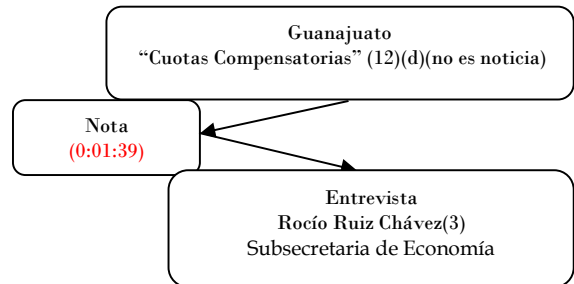 Guanajuato
“Cuotas Compensatorias” (12)(d)(no es noticia)
Nota
(0:01:39)
Entrevista
Rocío Ruiz Chávez(3)
Subsecretaria de Economía